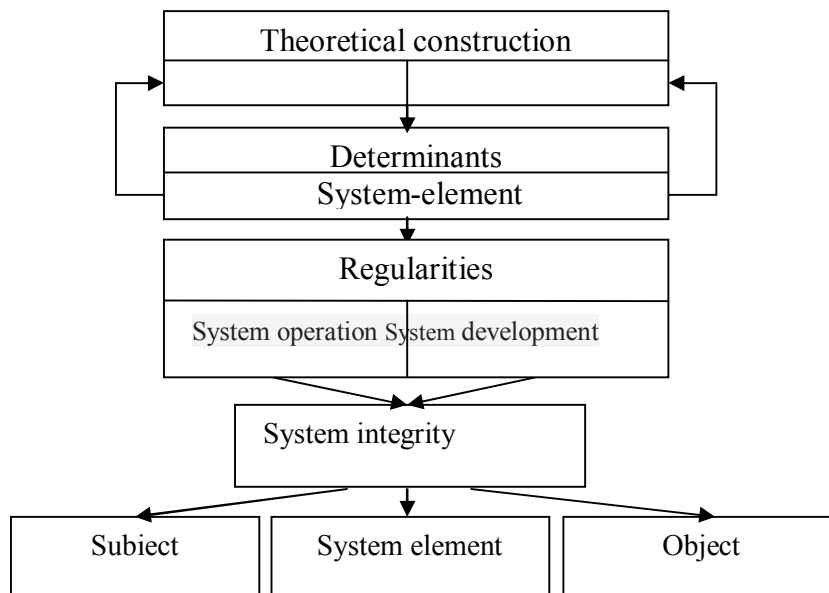 Theoretical construction
Determinants
System-element
Regularities
System operation System development
System integrity
Subiect
System element
Object